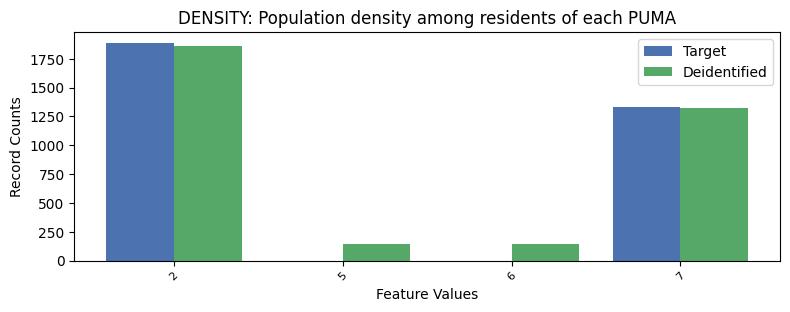 DENSITY: Population density among residents of each PUMA
Target
Deidentified
Record Counts
1750
1500
1250
1000
750
500
250
0
2
5
6
7
Feature Values